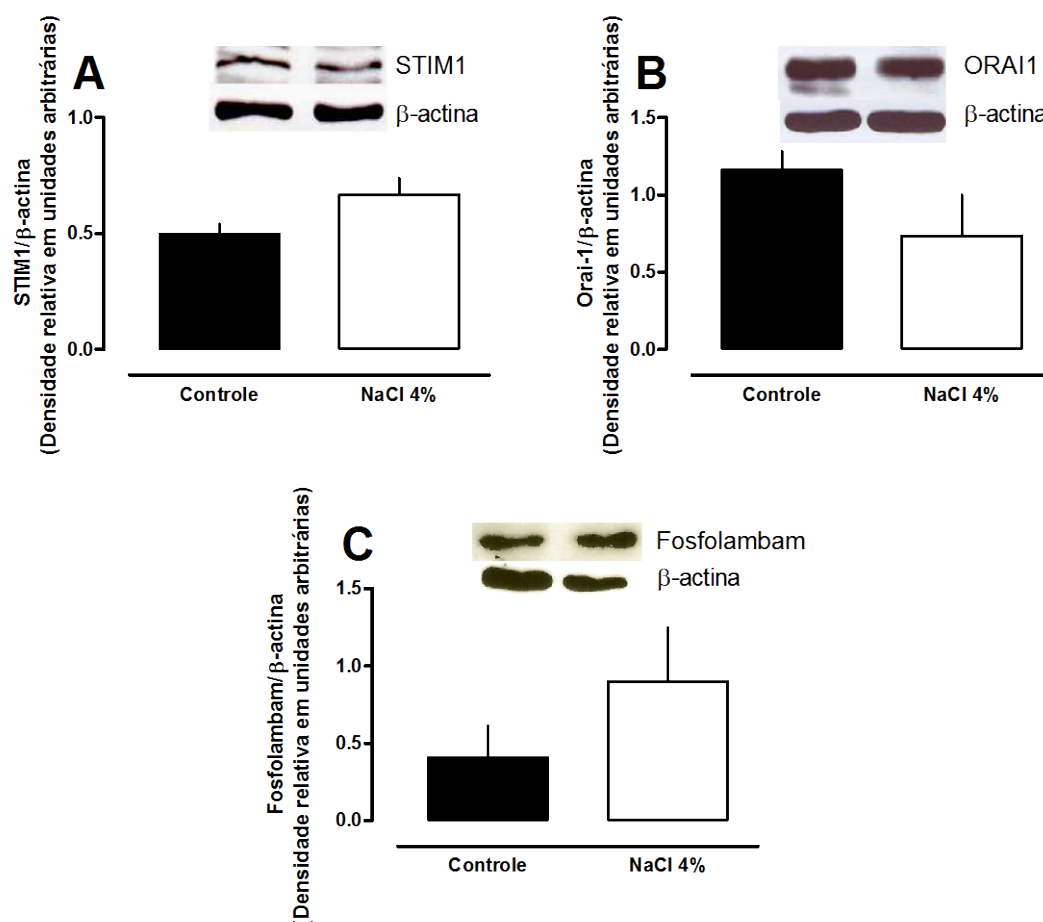 A
STIM1
β-actina
STIM1/β-actina
(Densidade relativa em unidades arbitrárias)
1.0
0.5
0.0
Controle
NaCl 4%
B
ORAI1
β-actina
Orai-1/β-actina
(Densidade relativa em unidades arbitrárias)
1.5
1.0
0.5
0.0
Controle
NaCl 4%
C
Fosfolambam
β-actina
Fosfolambam/β-actina
(Densidade relativa em unidades arbitrárias)
1.5
1.0
0.5
0.0
Controle
NaCl 4%